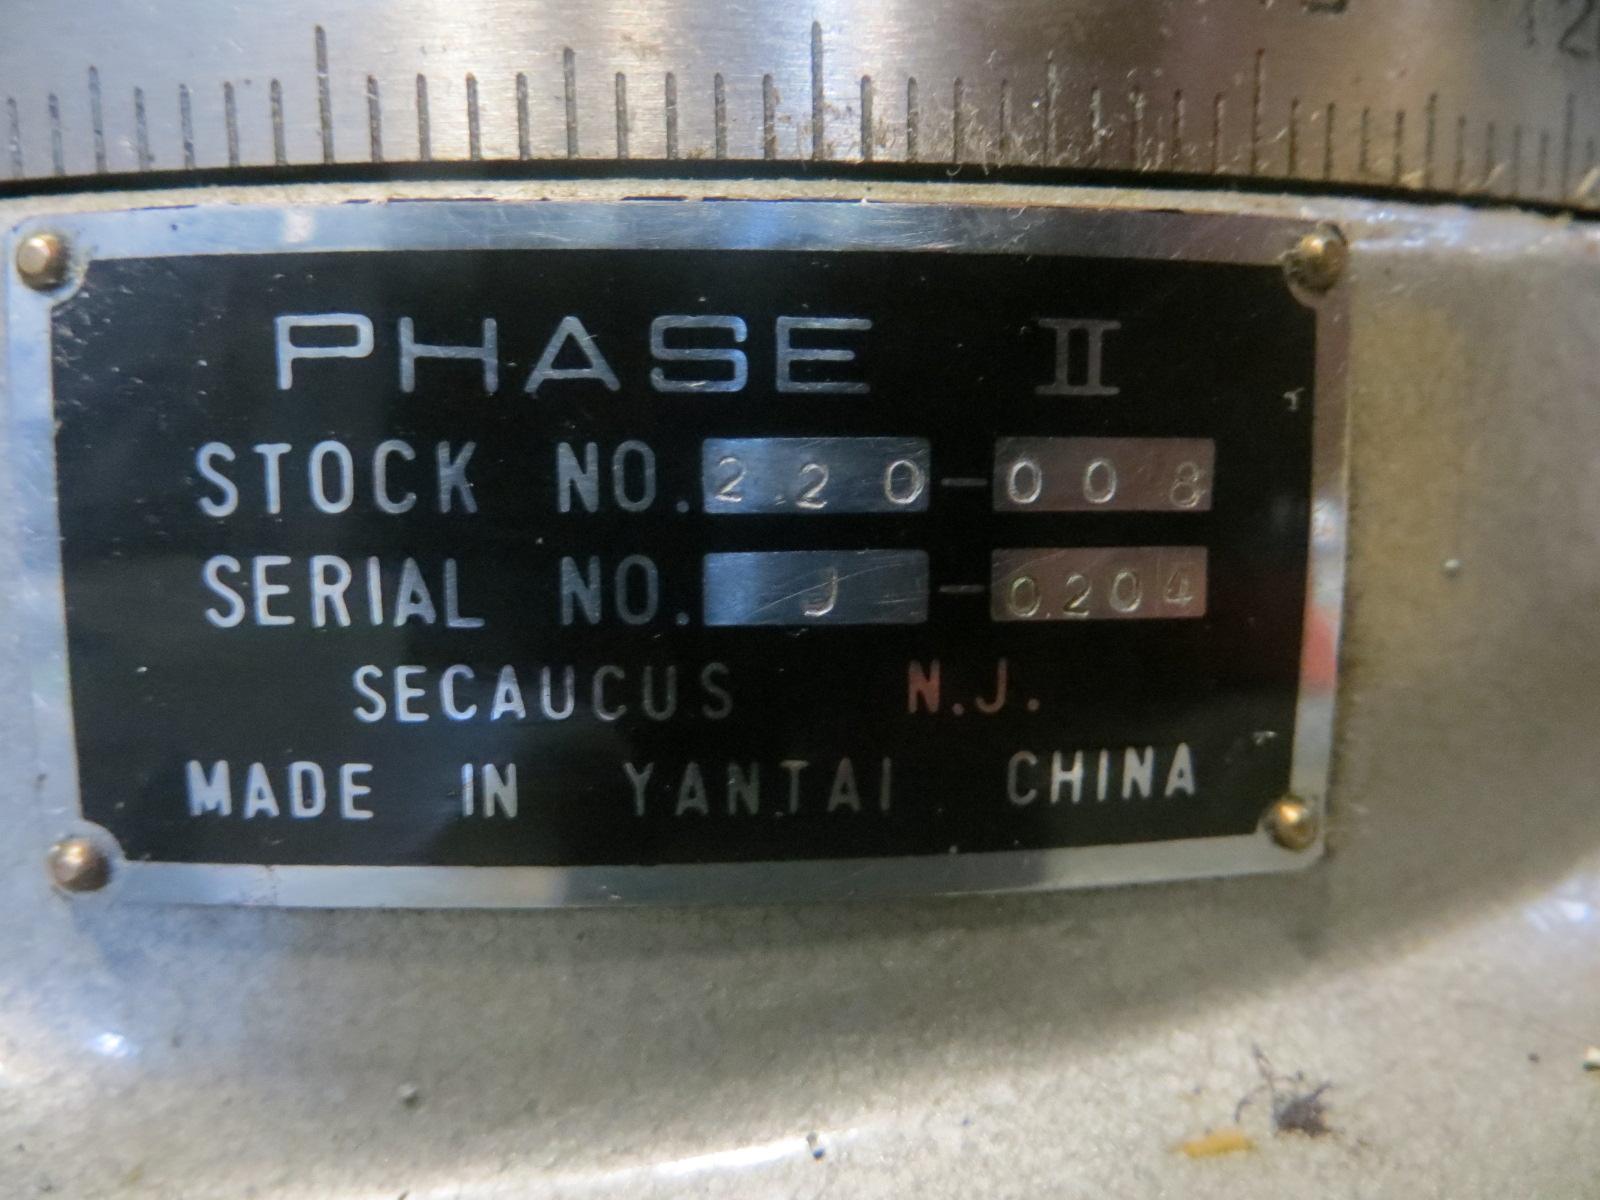 PHASE II
STOCK NO. 220-008
SERIAL NO. J-0204
SECAUCUS N.J.
MADE IN YANTAI CHINA